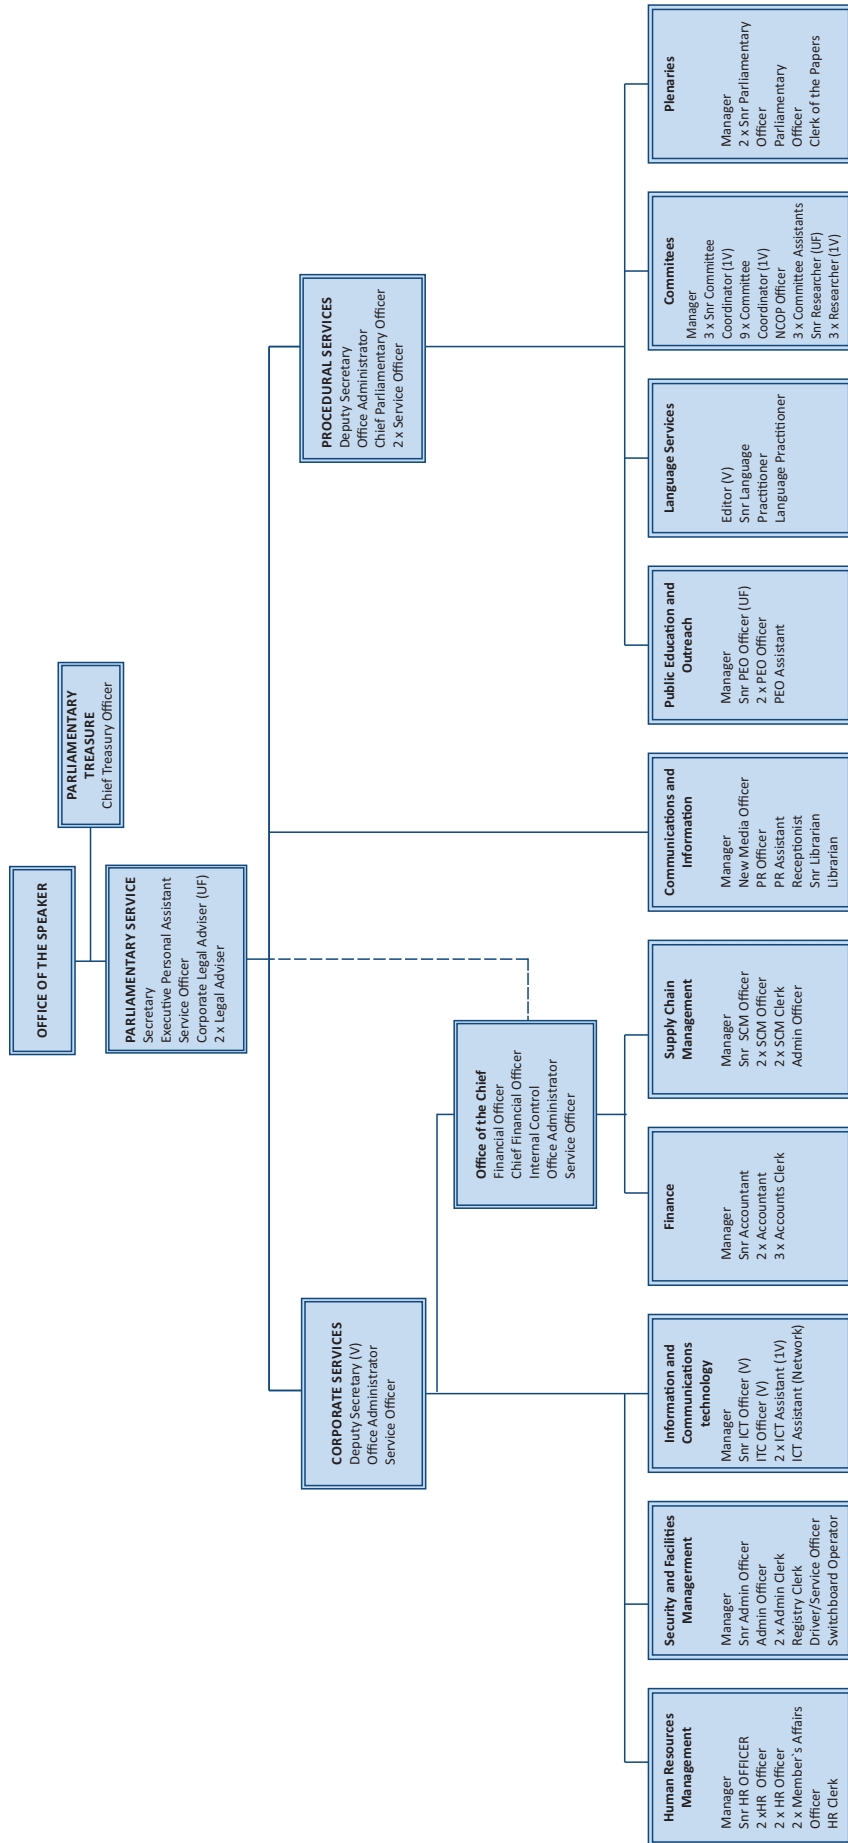 OFFICE OF THE SPEAKER
PARLIAMENTARY
TREASURE
Chief Treasury Officer
PARLIAMENTARY SERVICE
Secretary
Executive Personal Assistant
Service Officer
Corporate Legal Adviser (UF)
2 x Legal Adviser
CORPORATE SERVICES
Deputy Secretary (V)
Office Administrator
Service Officer
PROCEDURAL SERVICES
Deputy Secretary
Office Administrator
Chief Parliamentary Officer
2 x Service Officer
Office of the Chief
Financial Officer
Chief Financial Officer
Internal Control
Office Administrator
Service Officer
Human Resources
Management
Manager
Snr HR OFFICER
2 xHR Officer
2 x HR Officer
2 x Member`s Affairs
Officer
HR Clerk
Security and Facilities
Managerment
Manager
Snr Admin Officer
Admin Officer
2 x Admin Clerk
Registry Clerk
Driver/Service Officer
Switchboard Operator
Information and
Communications
technology
Manager
Snr ICT Officer (V)
ITC Officer (V)
2 x ICT Assistant (1V)
ICT Assistant (Network)
Finance
Manager
Snr Accountant
2 x Accountant
3 x Accounts Clerk
Supply Chain
Management
Manager
Snr SCM Officer
2 x SCM Officer
2 x SCM Clerk
Admin Officer
Communications and
Information
Manager
New Media Officer
PR Officer
PR Assistant
Receptionist
Snr Librarian
Librarian
Public Education and
Outreach
Manager
Snr PEO Officer (UF)
2 x PEO Officer
PEO Assistant
Language Services
Editor (V)
Snr Language
Practitioner
Language Practitioner
Commitees
Manager
3 x Snr Committee
Coordinator (1V)
9 x Committee
Coordinator (1V)
NCOP Officer
3 x Committee Assistants
Snr Researcher (UF)
3 x Researcher (1V)
Plenaries
Manager
2 x Snr Parliamentary
Officer
Parliamentary
Officer
Clerk of the Papers